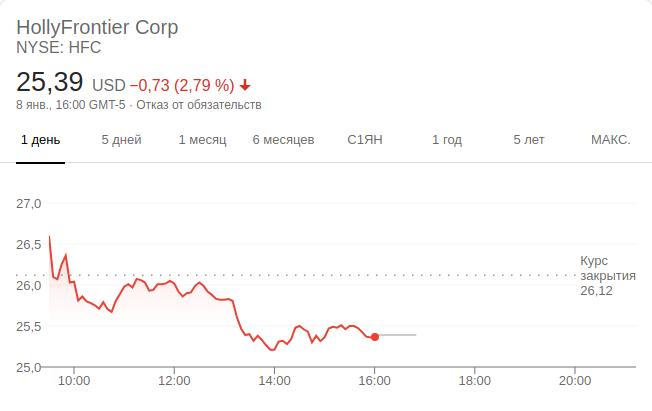 HollyFrontier Corp
NYSE: HFC
25,39 USD −0,73 (2,79 %)
8 янв., 16:00 GMT-5 · Отказ от обязательств
1 день 5 дней 1 месяц 6 месяцев С1ЯН 1 год 5 лет МАКС.
27,0
26,5
Курс
закрытия
26,12
26,0
25,5
25,0
10:00 12:00 14:00 16:00 18:00 20:00